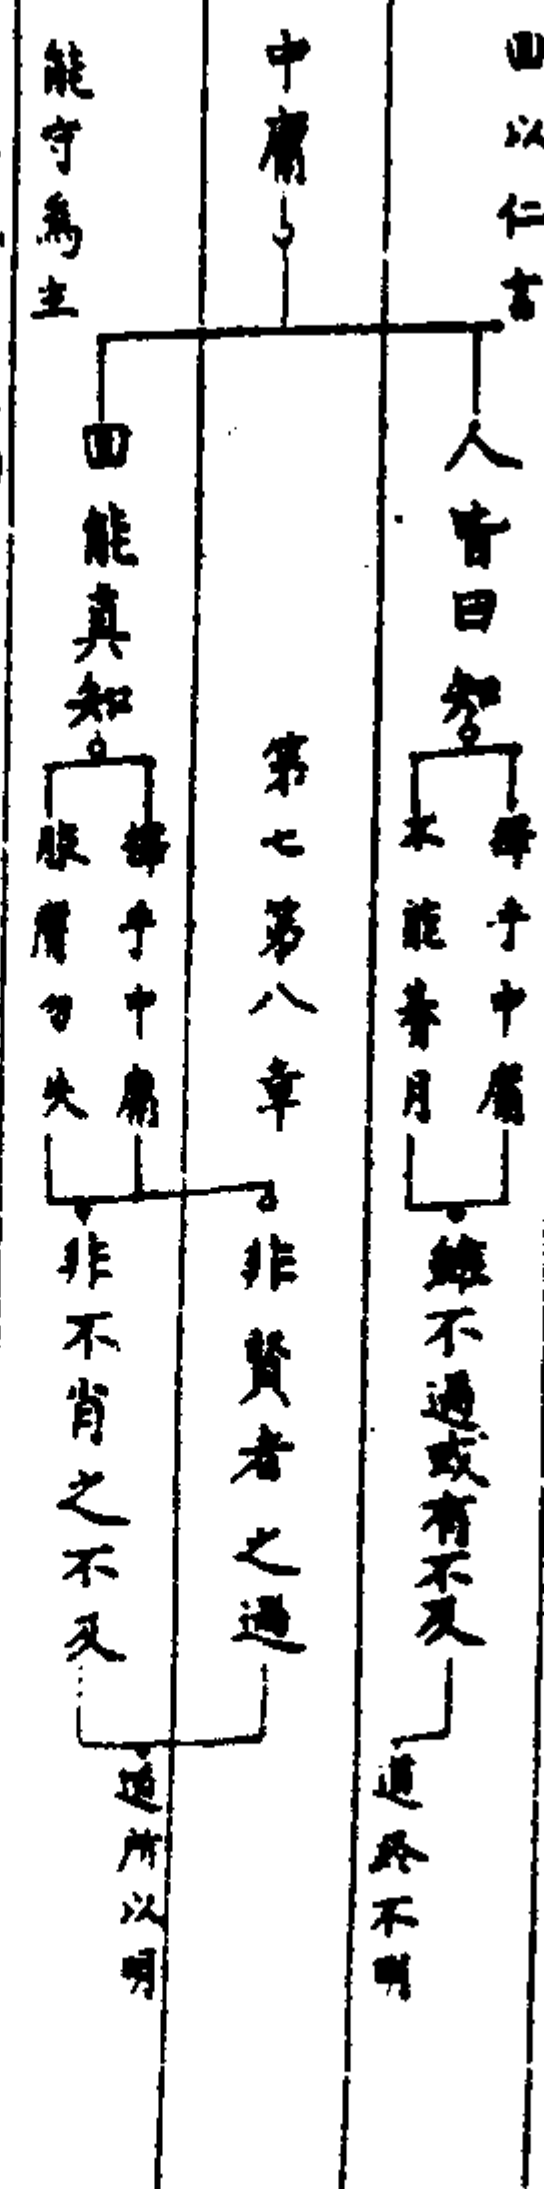 回以仁言
能守為主
中庸
第七第八章
人皆曰知
擇乎中庸
不能朞月
雖不過或有不及
道終不明
回能真知
擇乎中庸
服膺勿失
非賢者之過
非不肖之不及
道所以明